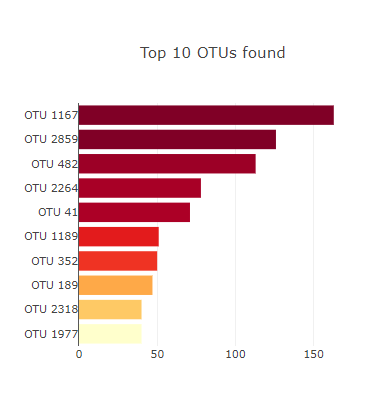 Top 10 OTUs found
OTU 1167
OTU 2859
OTU 482
OTU 2264
OTU 41
OTU 1189
OTU 352
OTU 189
OTU 2318
OTU 1977
0 50 100 150